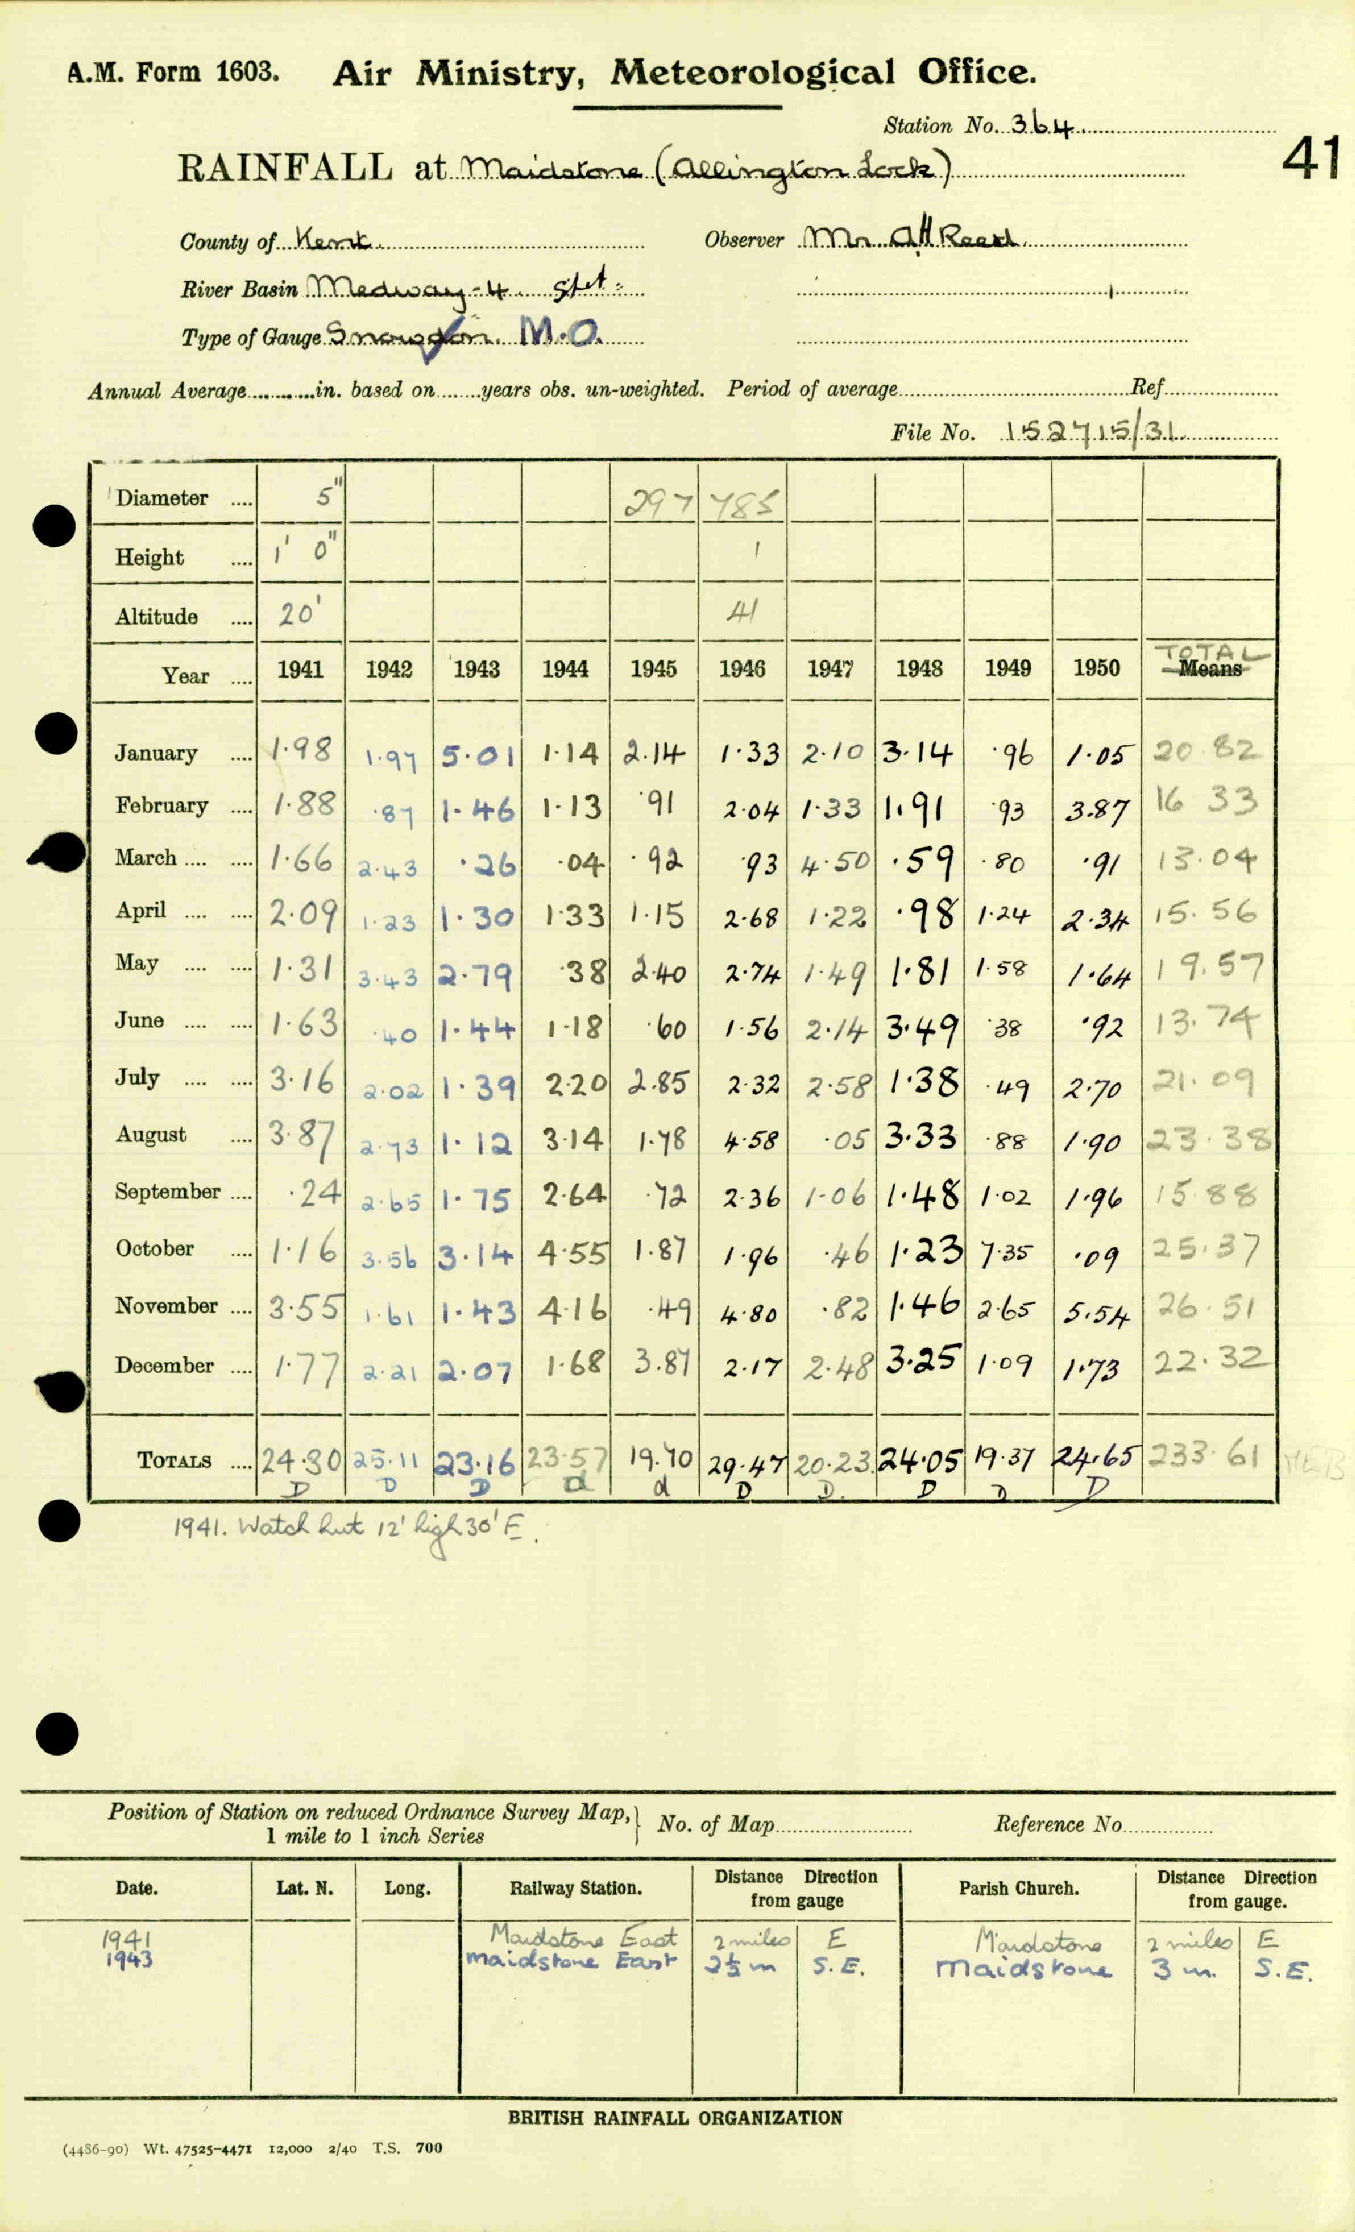 A.M. Form 1603. Air Ministry, Meteorological Office.
Station No. 364
41
RAINFALL at Maidstone (Allington Lock)
County of Kent Observer Mr. A H Reed
River Basin Medway-4 Stet
Type of Gauge Snowdon. M.O.
Annual Average ............ in. based on ........ years obs. un-weighted. Period of average ........ Ref ........
File No. 152715/31
Diameter .... 5" 297 785
Height .... 1' 0" 1
Altitude .... 20' 41
TOTAL
Year .... 1941 1942 1943 1944 1945 1946 1947 1948 1949 1950 Means
January .... 1.98 1.97 5.01 1.14 2.14 1.33 2.10 3.14 .96 1.05 20.82
February .... 1.88 .87 1.46 1.13 .91 2.04 1.33 1.91 .93 3.87 16 33
March .... .... 1.66 2.43 .26 .04 .92 .93 4.50 .59 .80 .91 13.04
April .... .... 2.09 1.23 1.30 1.33 1.15 2.68 1.22 .98 1.24 2.34 15.56
May .... .... 1.31 3.43 2.79 .38 2.40 2.74 1.49 1.81 1.58 1.64 19.57
June .... .... 1.63 .40 1.44 1.18 .60 1.56 2.14 3.49 .38 .92 13.74
July .... .... 3.16 2.02 1.39 2.20 2.85 2.32 2.58 1.38 .49 2.70 21.09
August .... 3.87 2.73 1.12 3.14 1.78 4.58 .05 3.33 .88 1.90 23.38
September .... .24 2.65 1.75 2.64 .72 2.36 1.06 1.48 1.02 1.96 15.88
October .... 1.16 3.56 3.14 4.55 1.87 1.96 .46 1.23 7.35 .09 25.37
November .... 3.55 1.61 1.43 4.16 .49 4.80 .82 1.46 2.65 5.54 26.51
December .... 1.77 2.21 2.07 1.68 3.87 2.17 2.48 3.25 1.09 1.73 22.32
TOTALS .... 24.30 25.11 23.16 23.57 19.70 29.47 20.23 24.05 19.37 24.65 233.61
D D D d d D D. D D D
1941. Watch hut 12' high 30' E.
Position of Station on reduced Ordnance Survey Map, } No. of Map ........ Reference No ........
1 mile to 1 inch Series
Date. Lat. N. Long. Railway Station. Distance Direction from gauge Parish Church. Distance Direction from gauge.
1941 Maidstone East 2 miles E Maidstone 2 miles E
1943 Maidstone East 2½ m S.E. Maidstone 3 m. S.E.
BRITISH RAINFALL ORGANIZATION
(4486-90) Wt. 47525-4471 12,000 2/40 T.S. 700